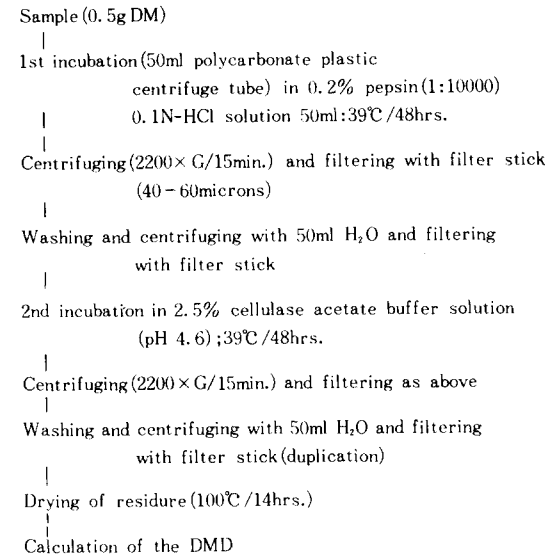 Sample(0.5g DM)
1st incubation(50ml polycarbonate plastic
centrifuge tube) in 0.2% pepsin(1:10000)
0.1N-HCl solution 50ml:39℃/48hrs.
Centrifuging(2200×G/15min.) and filtering with filter stick
(40-60microns)
Washing and centrifuging with 50ml H₂O and filtering
with filter stick
2nd incubation in 2.5% cellulase acetate buffer solution
(pH 4.6);39℃/48hrs.
Centrifuging(2200×G/15min.) and filtering as above
Washing and centrifuging with 50ml H₂O and filtering
with filter stick(duplication)
Drying of residure(100℃/14hrs.)
Calculation of the DMD